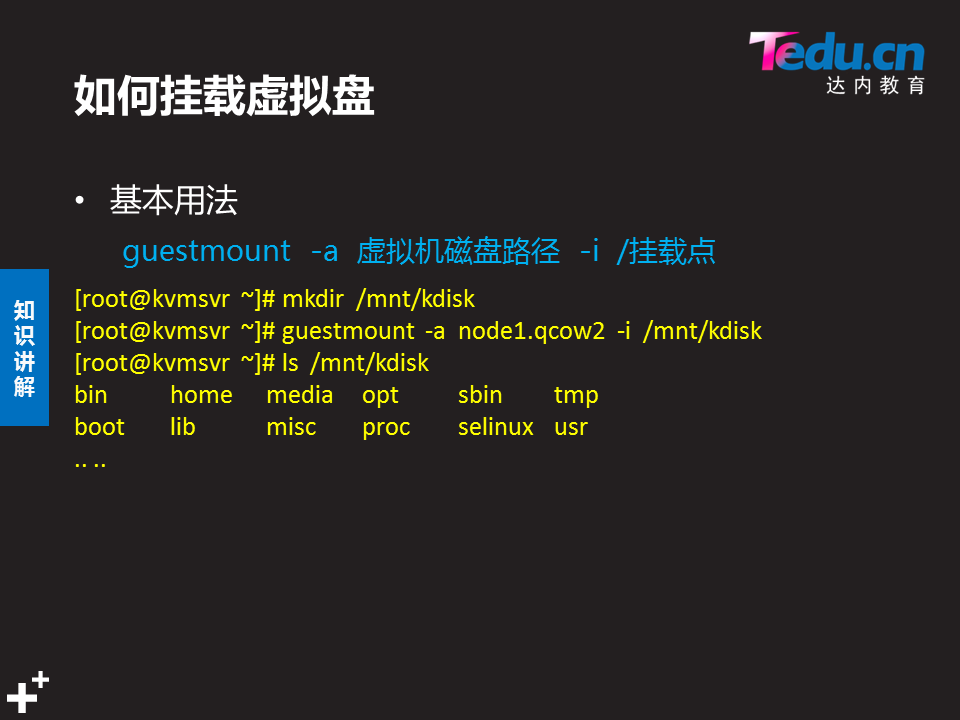 Tedu.cn
达内教育
如何挂载虚拟盘
• 基本用法
guestmount -a 虚拟机磁盘路径 -i /挂载点
知识讲解
[root@kvmsvr ~]# mkdir /mnt/kdisk
[root@kvmsvr ~]# guestmount -a node1.qcow2 -i /mnt/kdisk
[root@kvmsvr ~]# ls /mnt/kdisk
bin home media opt sbin tmp
boot lib misc proc selinux usr
.. ..